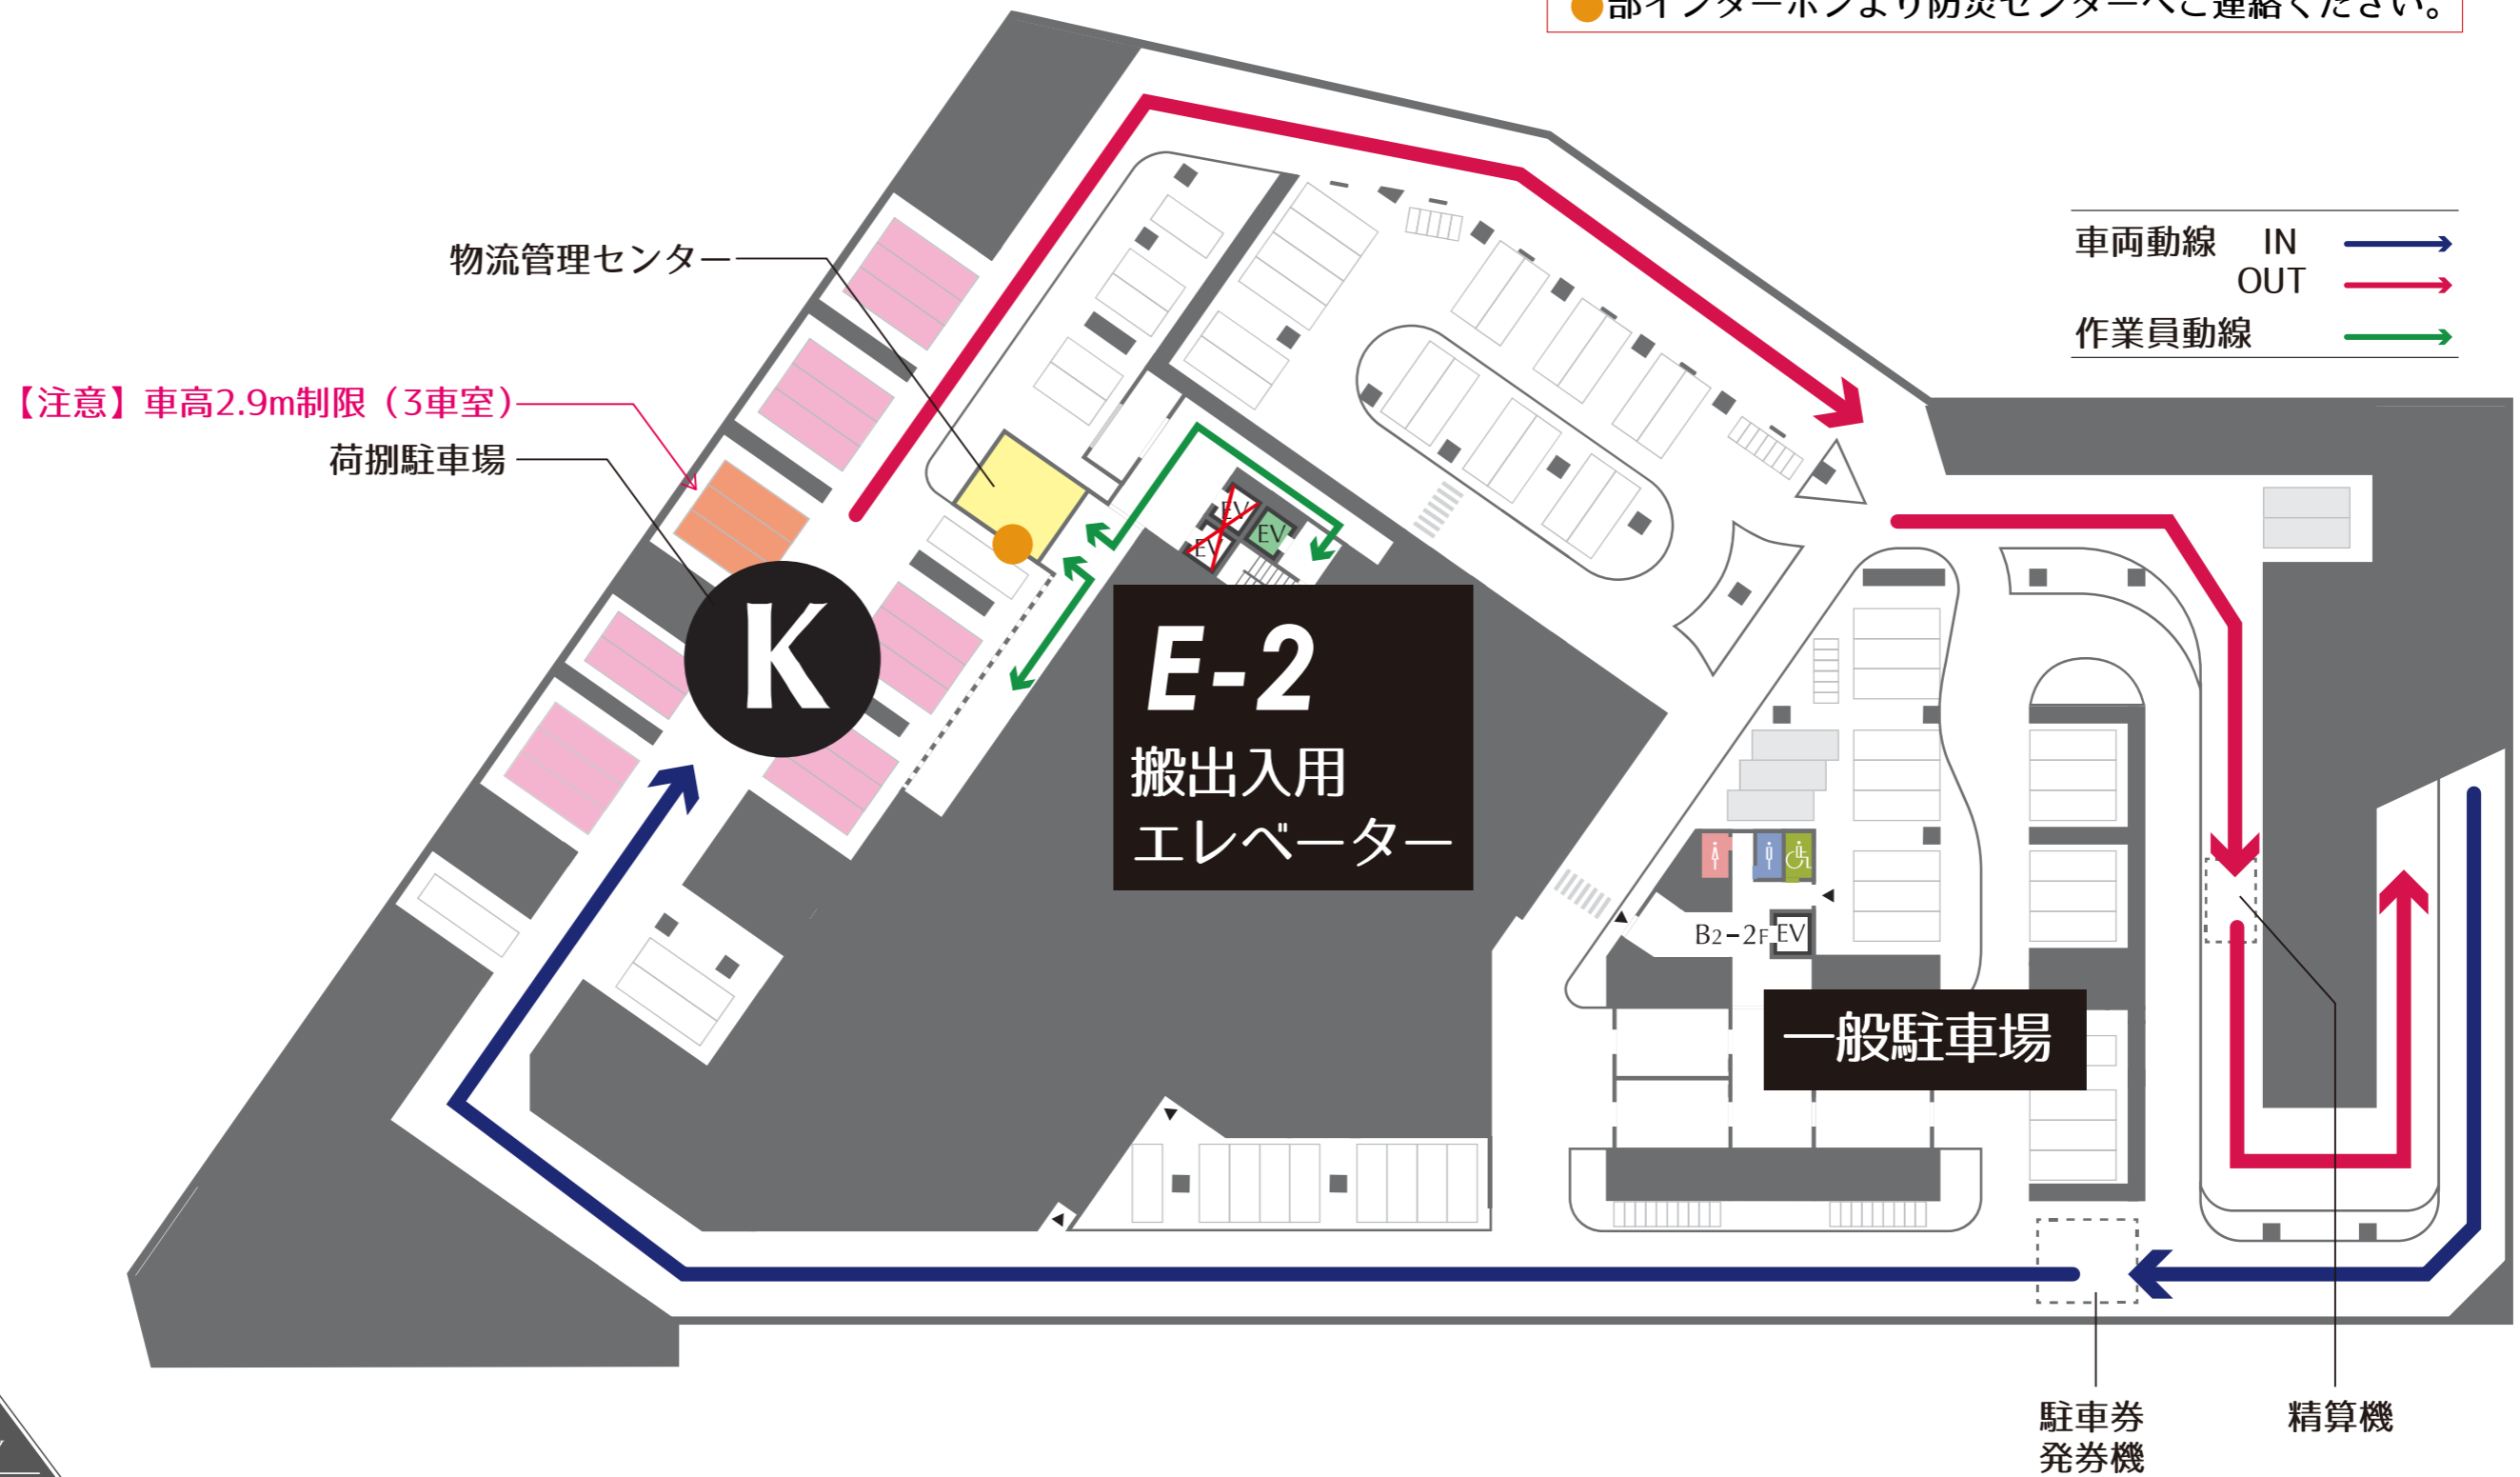 ●部インターホンより防災センターへご連絡ください。
車両動線 IN
OUT
作業員動線
物流管理センター
【注意】車高2.9m制限（3車室）
荷捌駐車場
K
EV
EV
EV
E-2
搬出入用
エレベーター
B2-2F EV
一般駐車場
駐車券
発券機
精算機